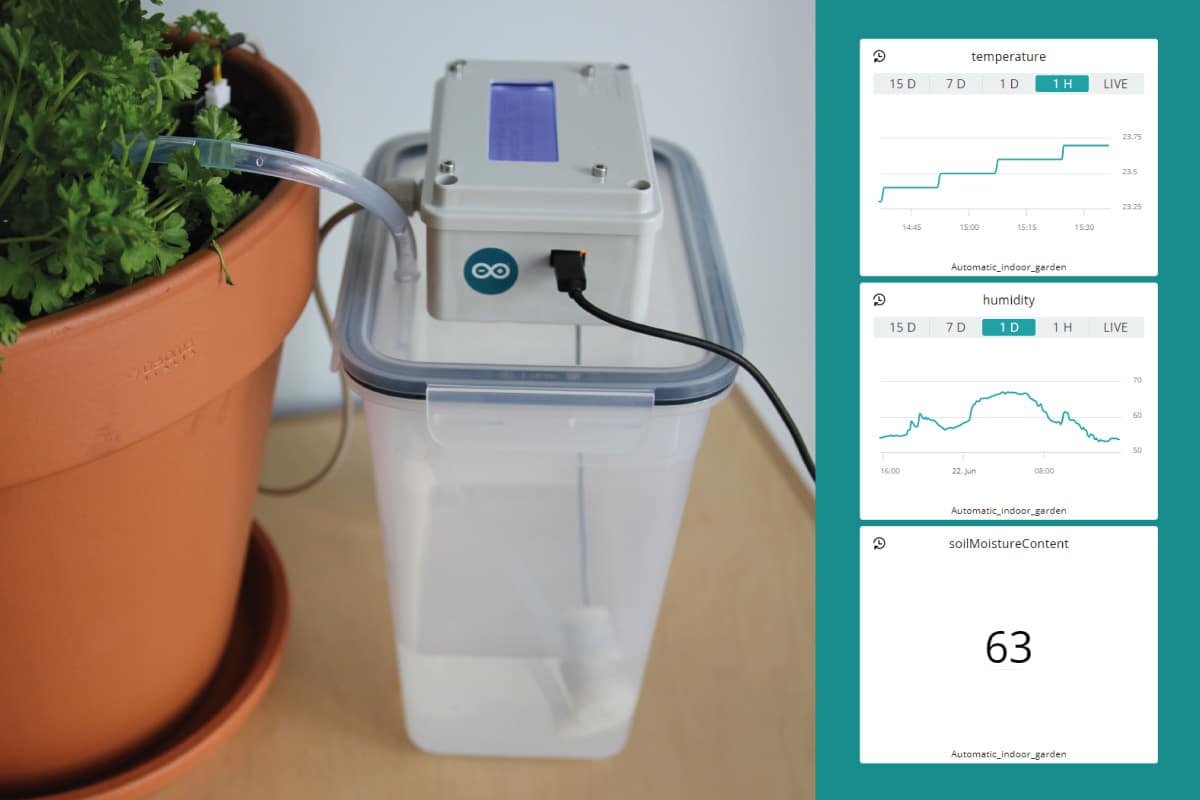 temperature
15 D 7 D 1 D 1 H LIVE
23.75
23.5
23.25
14:45 15:00 15:15 15:30
Automatic_indoor_garden
humidity
15 D 7 D 1 D 1 H LIVE
70
60
50
16:00 22. Jun 08:00
Automatic_indoor_garden
soilMoistureContent
63
Automatic_indoor_garden